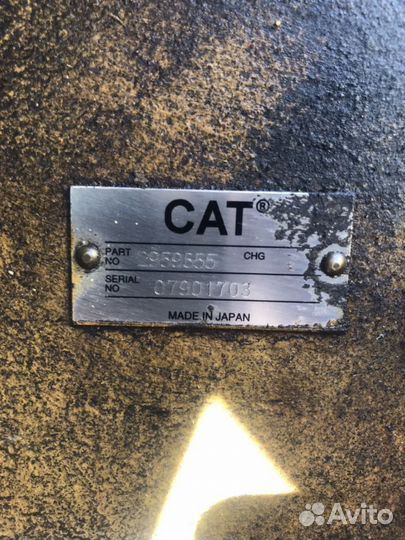 CAT®
PART NO 2959555 CHG
SERIAL NO 07901703
MADE IN JAPAN
Avito